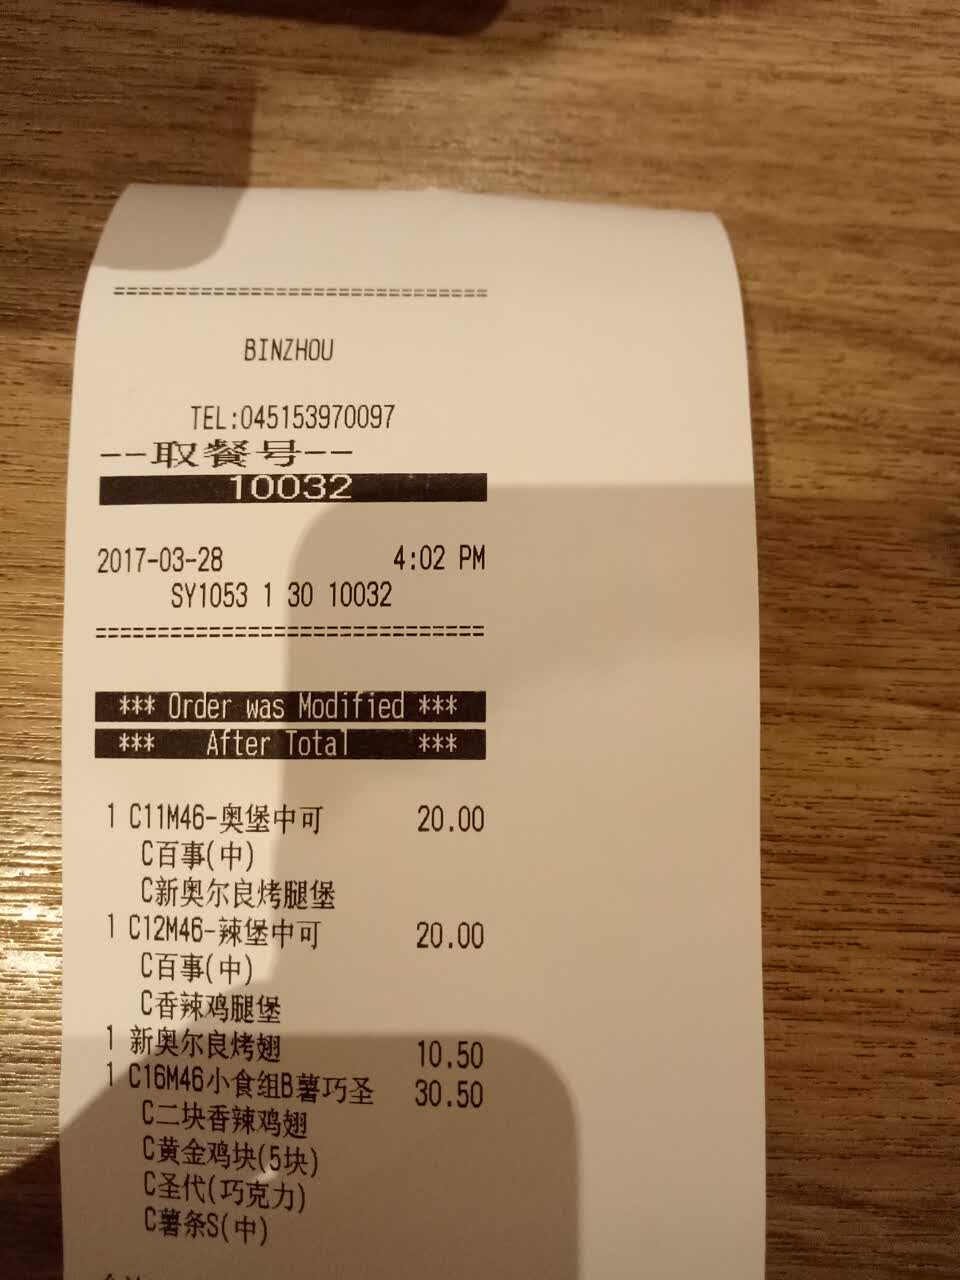 ==============================
BINZHOU
TEL:045153970097
--取餐号--
10032
2017-03-28 4:02 PM
SY1053 1 30 10032
==============================
*** Order was Modified ***
*** After Total ***
1 C11M46-奥堡中可 20.00
C百事(中)
C新奥尔良烤腿堡
1 C12M46-辣堡中可 20.00
C百事(中)
C香辣鸡腿堡
1 新奥尔良烤翅 10.50
1 C16M46小食组B薯巧圣 30.50
C二块香辣鸡翅
C黄金鸡块(5块)
C圣代(巧克力)
C薯条S(中)